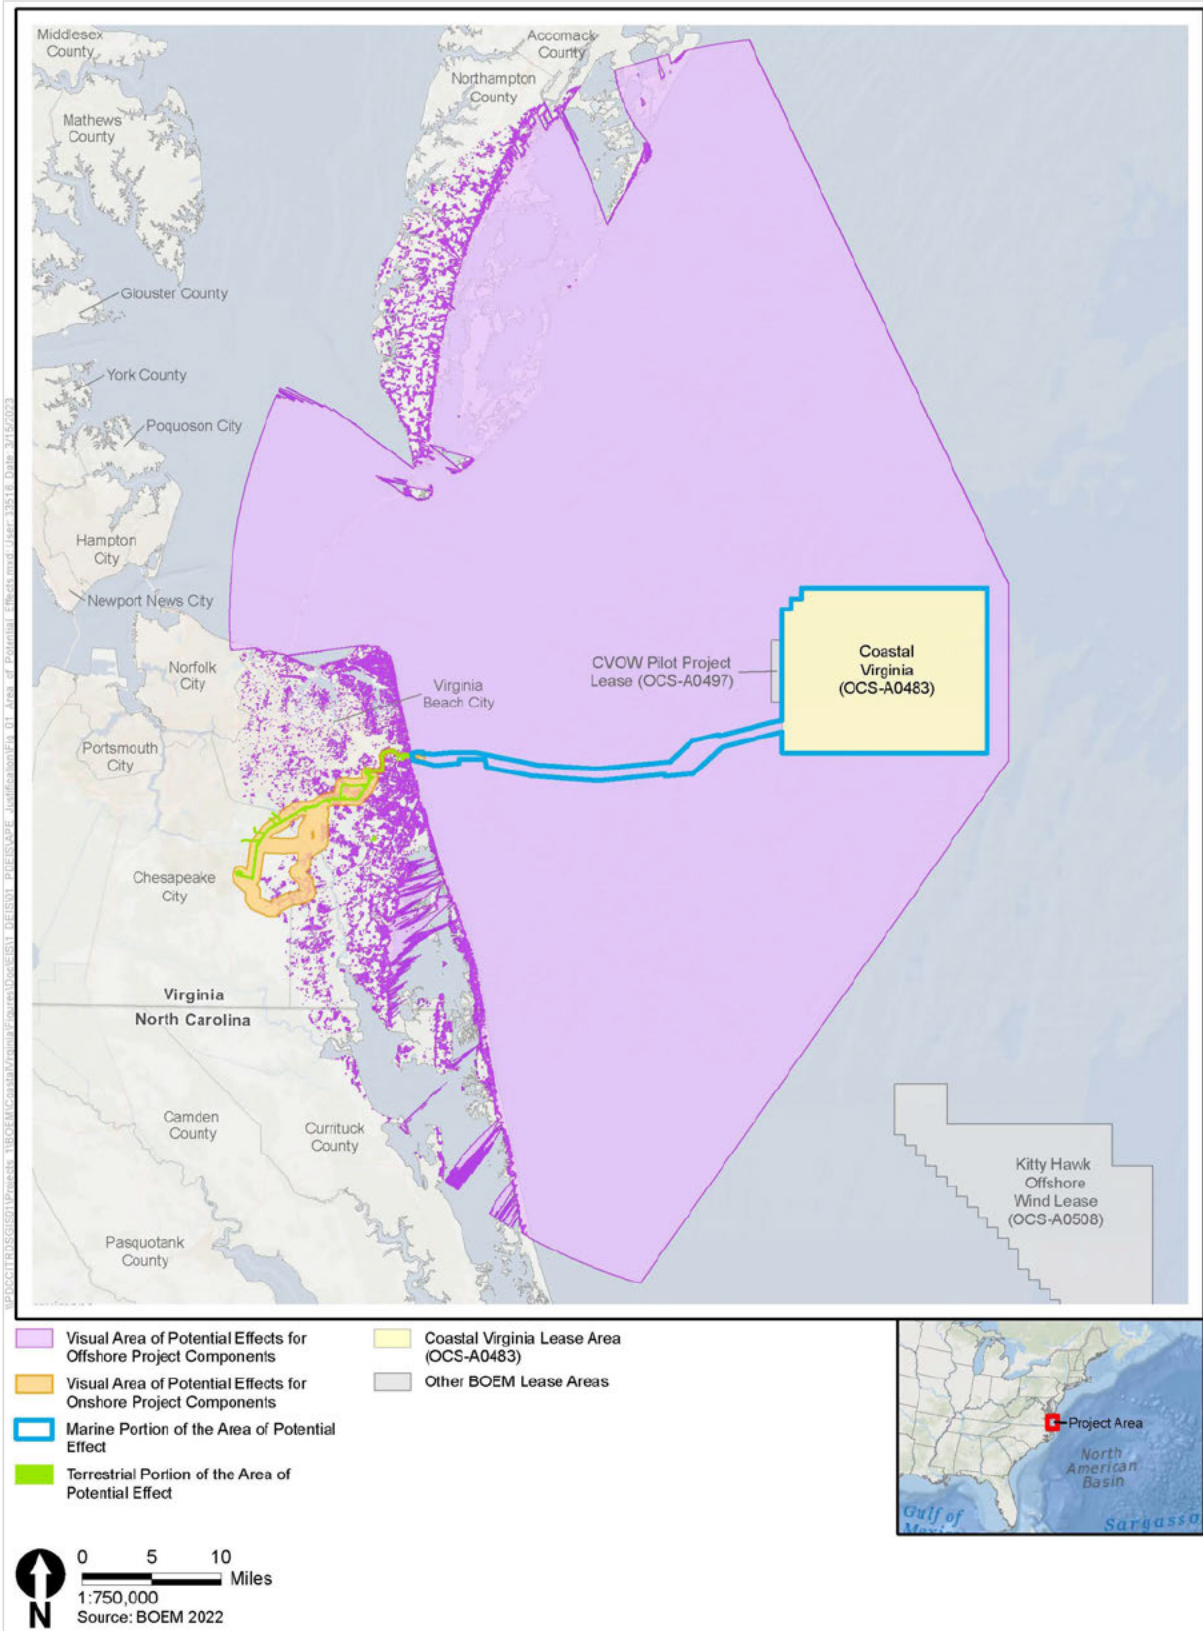 Middlesex
County
Accomack
County
Northampton
County
Mathews
County
Glouster County
York County
Poquoson City
Hampton
City
Newport News City
Norfolk
City
Virginia
Beach City
CVOW Pilot Project
Lease (OCS-A0497)
Coastal
Virginia
(OCS-A0483)
Portsmouth
City
Chesapeake
City
Virginia
North Carolina
Camden
County
Currituck
County
Kitty Hawk
Offshore
Wind Lease
(OCS-A0508)
Pasquotank
County
Visual Area of Potential Effects for
Offshore Project Components
Visual Area of Potential Effects for
Onshore Project Components
Marine Portion of the Area of Potential
Effect
Terrestrial Portion of the Area of
Potential Effect
Coastal Virginia Lease Area
(OCS-A0483)
Other BOEM Lease Areas
Project Area
North
American
Basin
Gulf of
Sargasso
0 5 10
Miles
1:750,000
N
Source: BOEM 2022